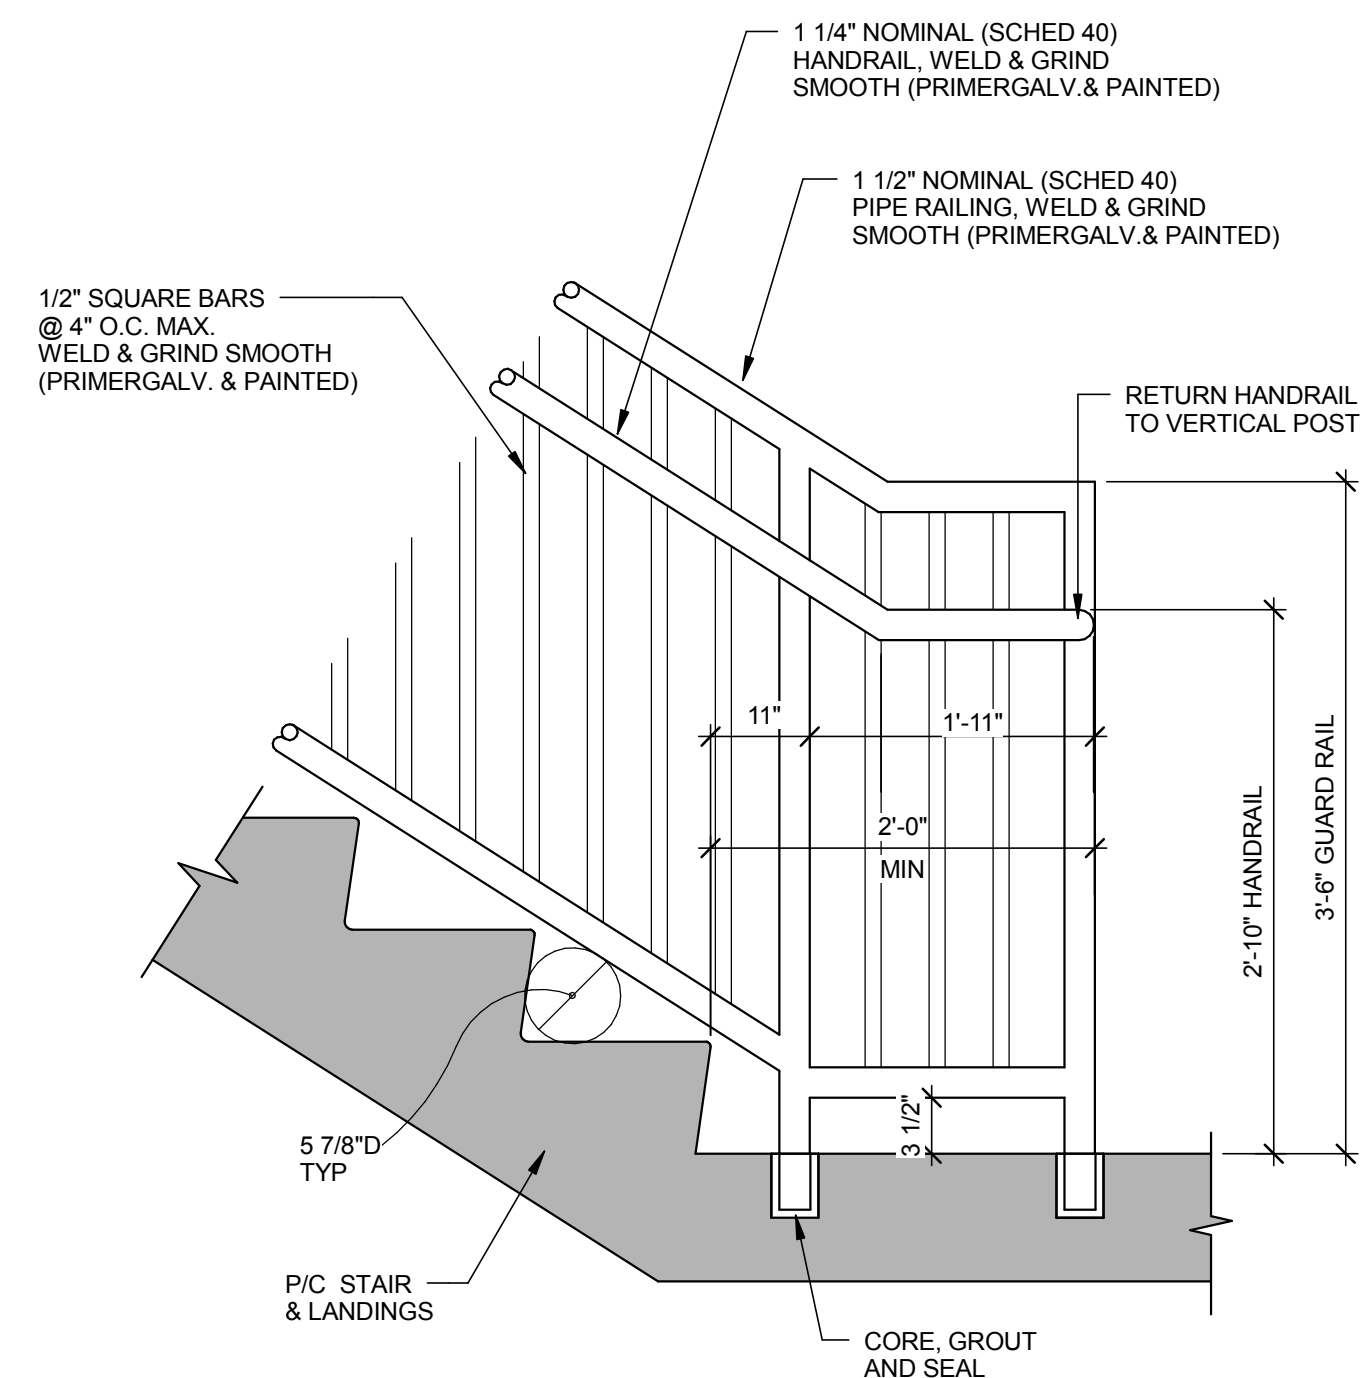 1 1/4" NOMINAL (SCHED 40)
HANDRAIL, WELD & GRIND
SMOOTH (PRIMERGALV.& PAINTED)
1 1/2" NOMINAL (SCHED 40)
PIPE RAILING, WELD & GRIND
SMOOTH (PRIMERGALV.& PAINTED)
1/2" SQUARE BARS
@ 4" O.C. MAX.
WELD & GRIND SMOOTH
(PRIMERGALV. & PAINTED)
RETURN HANDRAIL
TO VERTICAL POST
11"
1'-11"
2'-0"
MIN
2'-10" HANDRAIL
3'-6" GUARD RAIL
3 1/2"
5 7/8"D
TYP
P/C STAIR
& LANDINGS
CORE, GROUT
AND SEAL